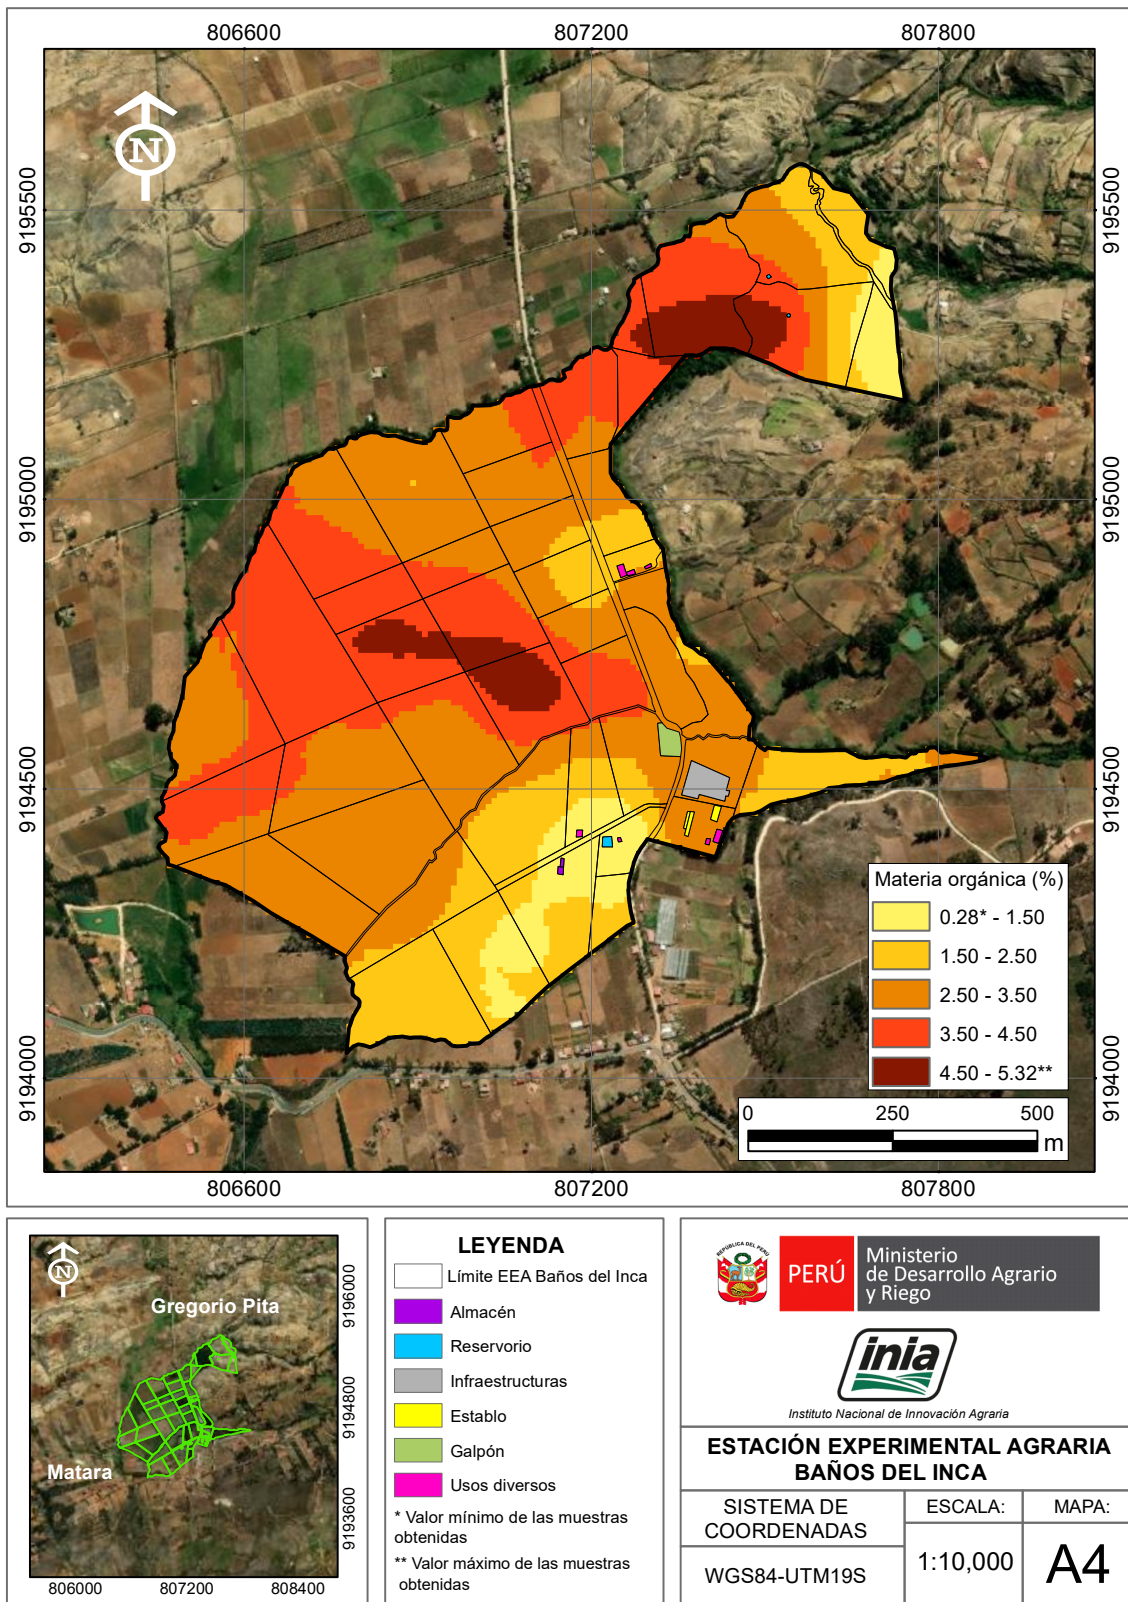 806600
807200
807800
9195500
9195500
N
9195000
9195000
9194500
9194500
9194000
9194000
Materia orgánica (%)
0.28* - 1.50
1.50 - 2.50
2.50 - 3.50
3.50 - 4.50
4.50 - 5.32**
0
250
500
m
806600
807200
807800
N
Gregorio Pita
Matara
9196000
9194800
9193600
806000
807200
808400
LEYENDA
Límite EEA Baños del Inca
Almacén
Reservorio
Infraestructuras
Establo
Galpón
Usos diversos
* Valor mínimo de las muestras
obtenidas
** Valor máximo de las muestras
obtenidas
REPÚBLICA DEL PERÚ
PERÚ
Ministerio
de Desarrollo Agrario
y Riego
inia
Instituto Nacional de Innovación Agraria
ESTACIÓN EXPERIMENTAL AGRARIA
BAÑOS DEL INCA
SISTEMA DE
COORDENADAS
WGS84-UTM19S
ESCALA:
1:10,000
MAPA:
A4